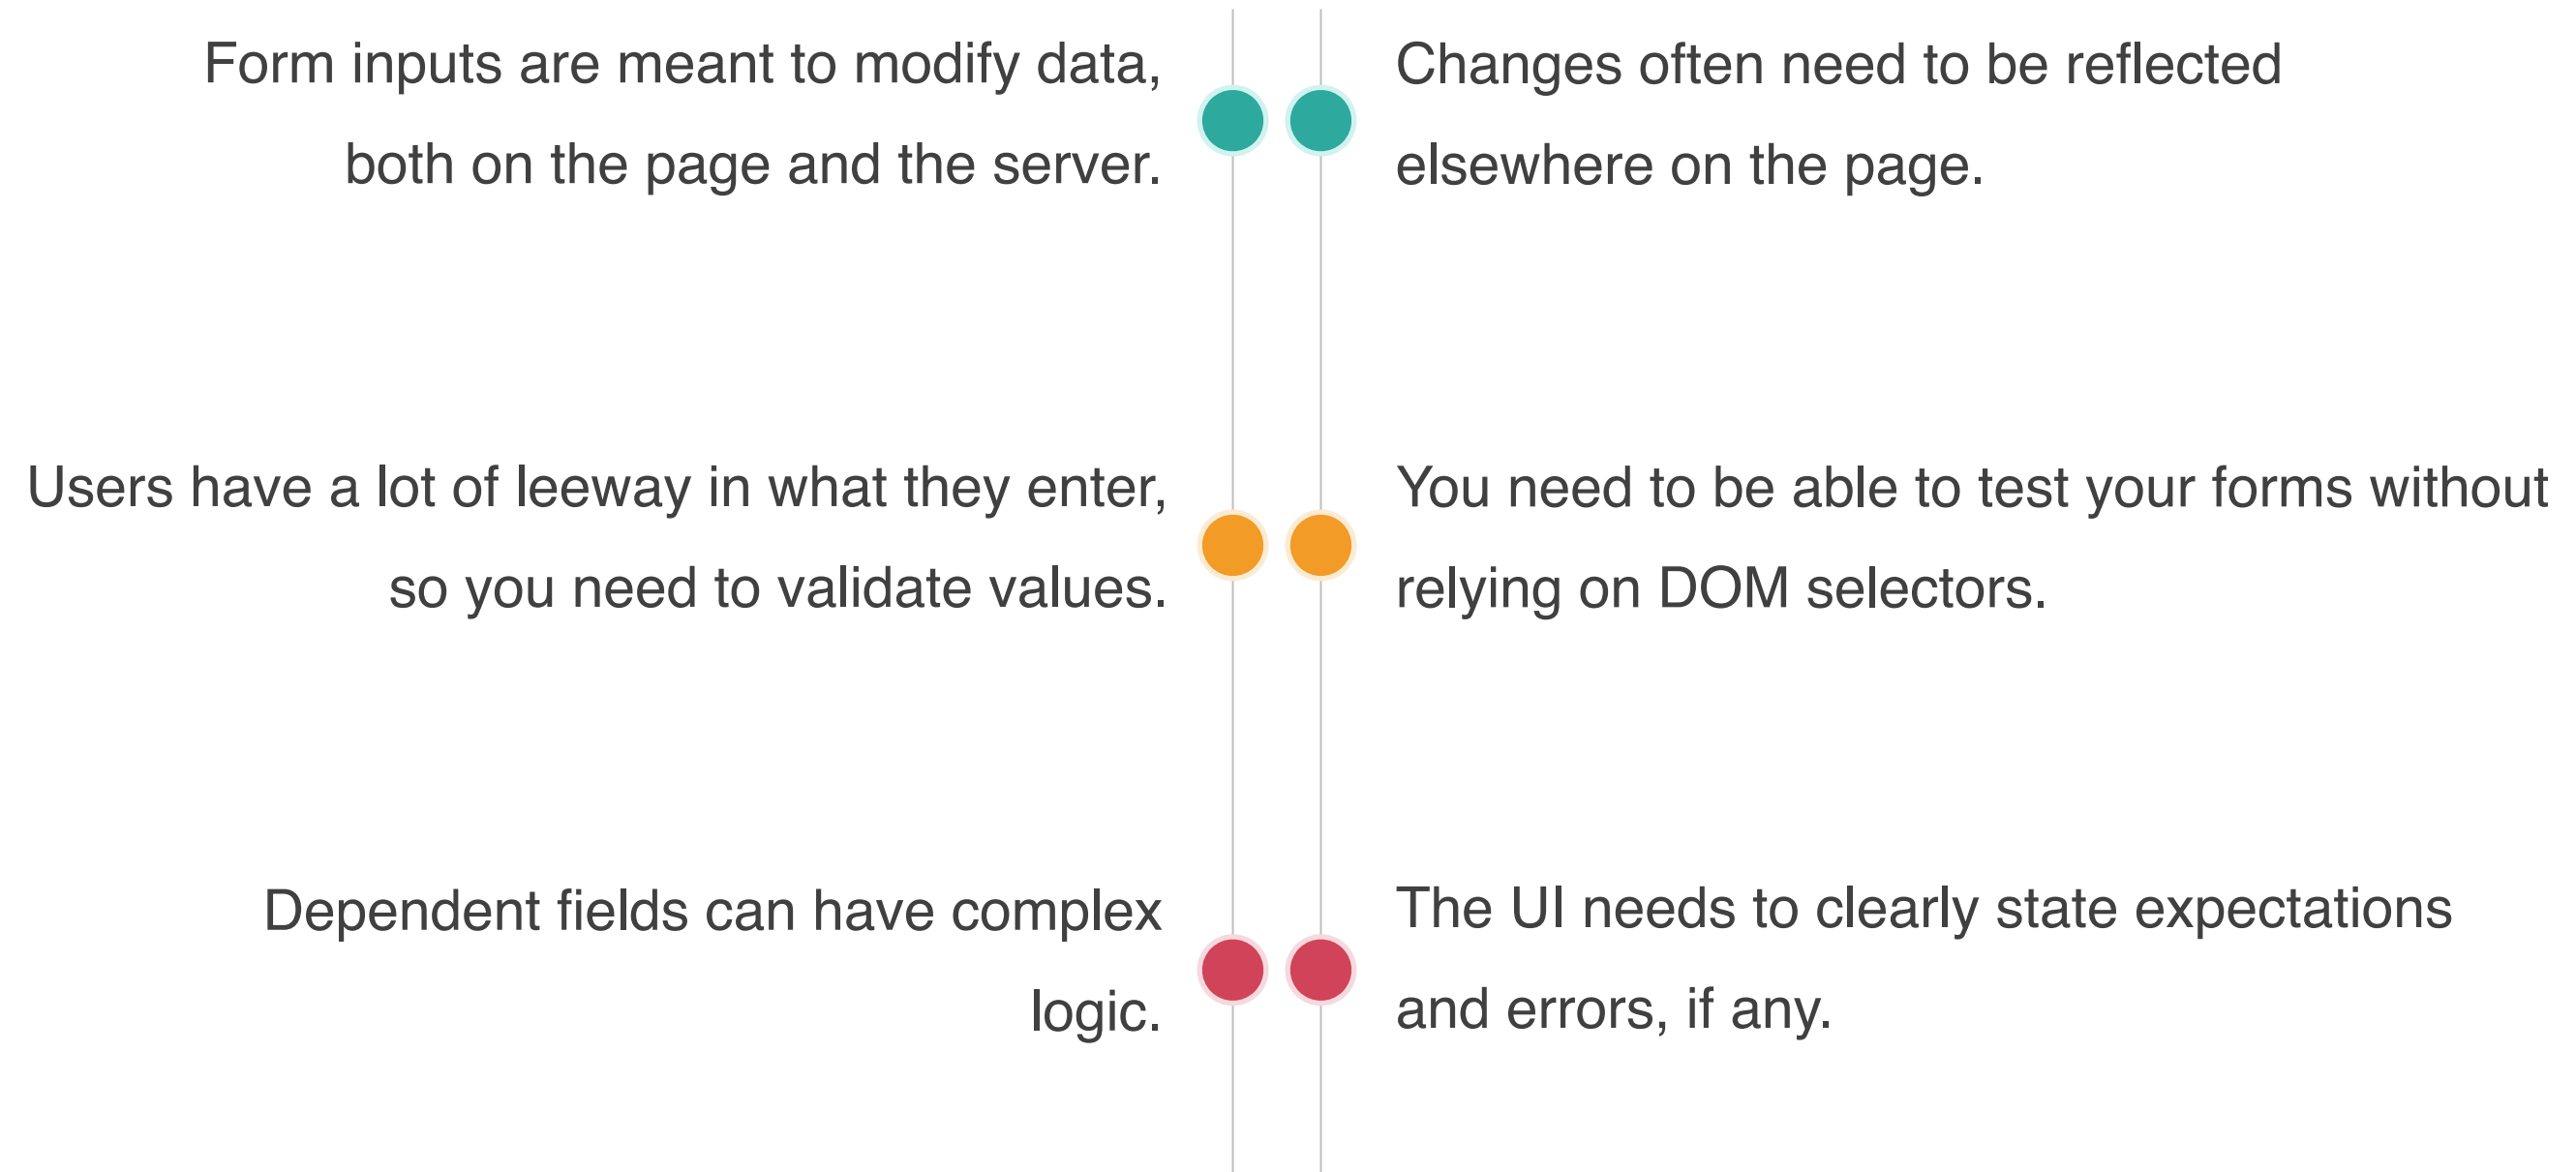 Form inputs are meant to modify data,
both on the page and the server.
Changes often need to be reflected
elsewhere on the page.
Users have a lot of leeway in what they enter,
so you need to validate values.
You need to be able to test your forms without
relying on DOM selectors.
Dependent fields can have complex
logic.
The UI needs to clearly state expectations
and errors, if any.